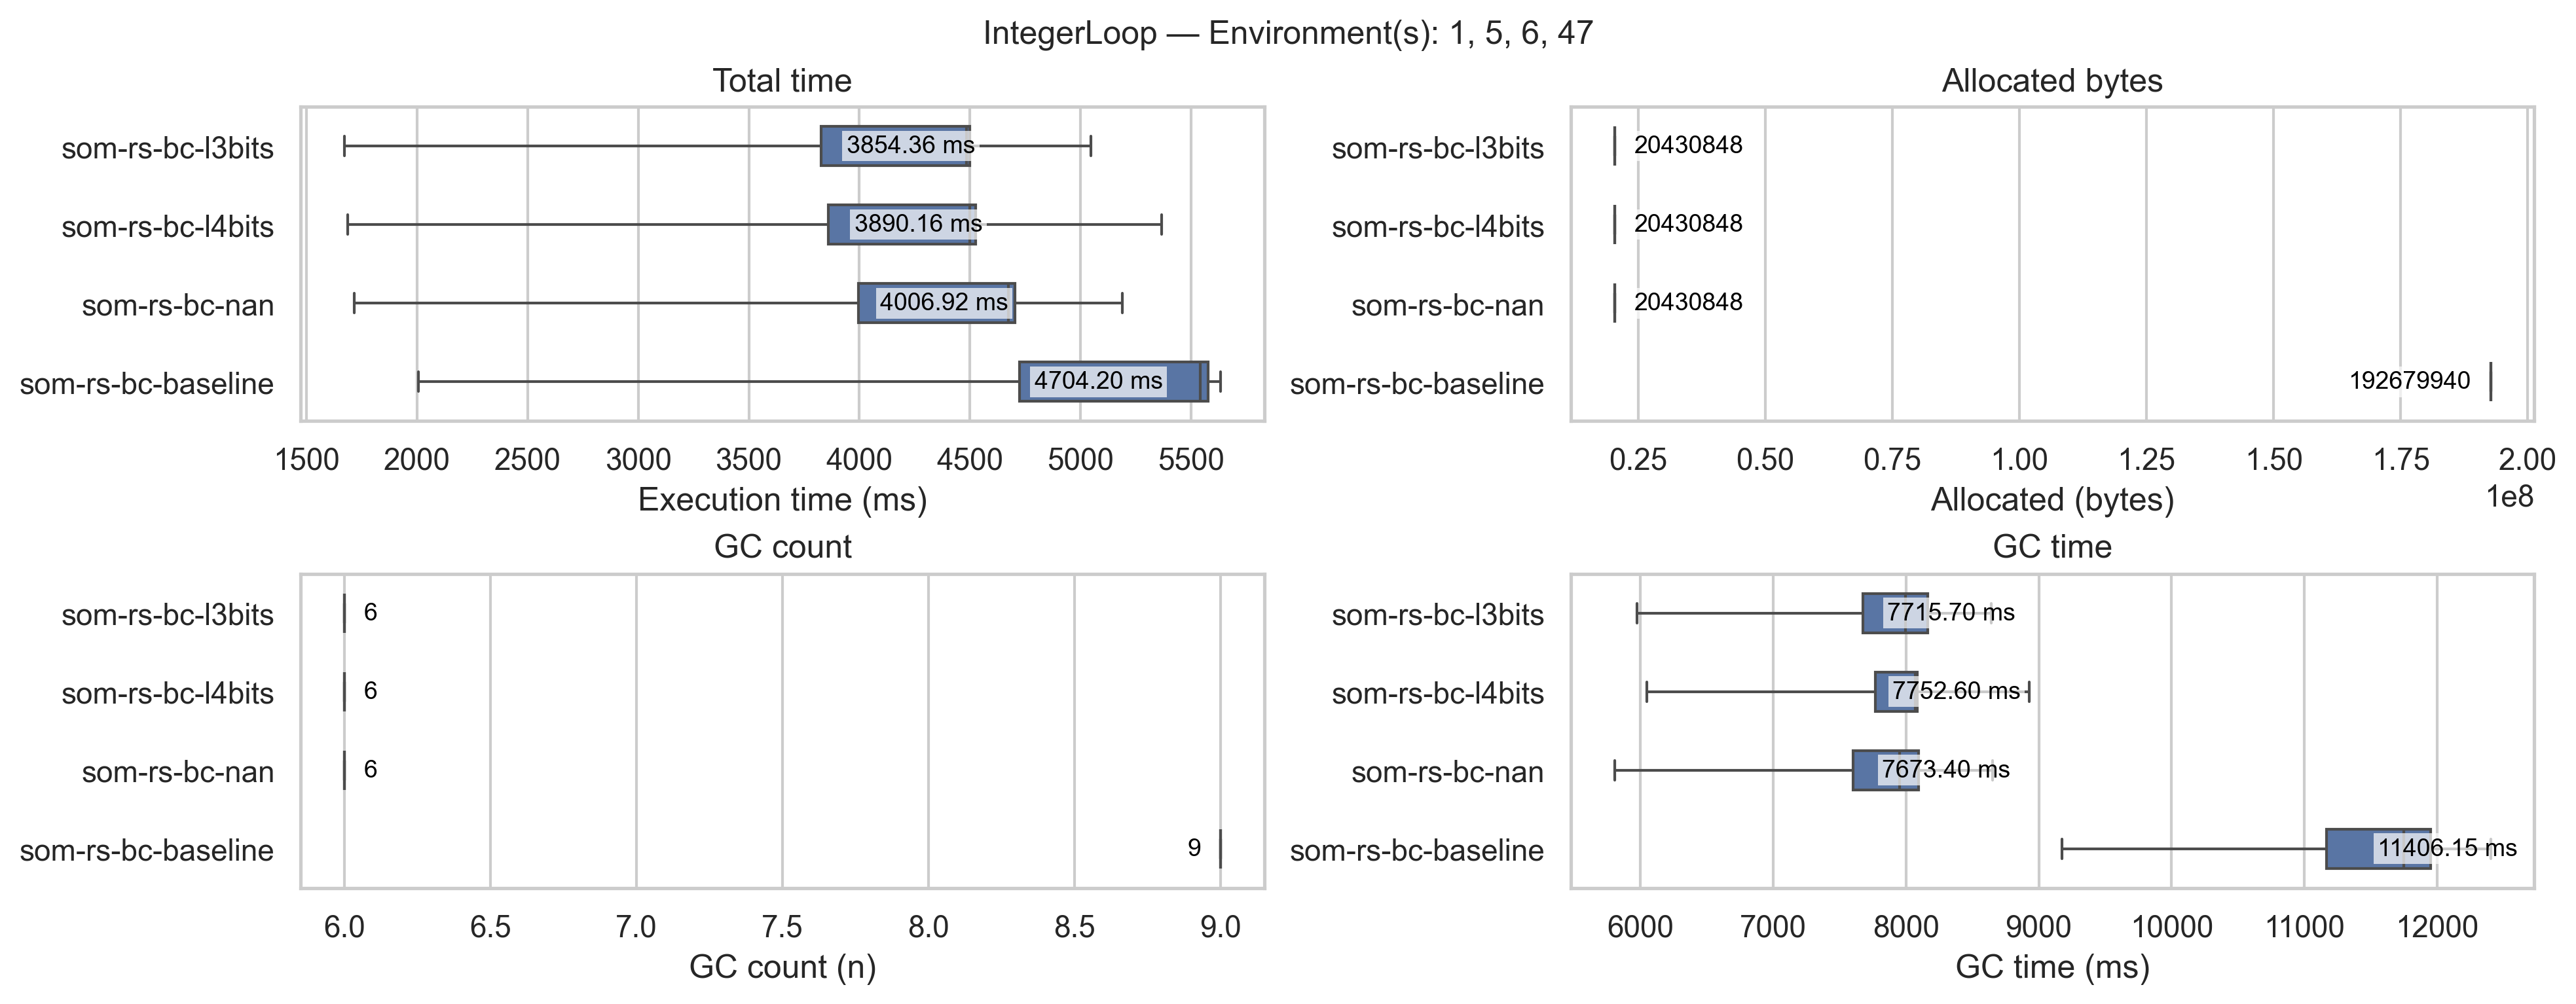 IntegerLoop — Environment(s): 1, 5, 6, 47
Total time
som-rs-bc-l3bits
3854.36 ms
som-rs-bc-l4bits
3890.16 ms
som-rs-bc-nan
4006.92 ms
som-rs-bc-baseline
4704.20 ms
1500 2000 2500 3000 3500 4000 4500 5000 5500
Execution time (ms)
Allocated bytes
som-rs-bc-l3bits
20430848
som-rs-bc-l4bits
20430848
som-rs-bc-nan
20430848
som-rs-bc-baseline
192679940
0.25 0.50 0.75 1.00 1.25 1.50 1.75 2.00
1e8
Allocated (bytes)
GC count
som-rs-bc-l3bits
6
som-rs-bc-l4bits
6
som-rs-bc-nan
6
som-rs-bc-baseline
9
6.0 6.5 7.0 7.5 8.0 8.5 9.0
GC count (n)
GC time
som-rs-bc-l3bits
7715.70 ms
som-rs-bc-l4bits
7752.60 ms
som-rs-bc-nan
7673.40 ms
som-rs-bc-baseline
11406.15 ms
6000 7000 8000 9000 10000 11000 12000
GC time (ms)